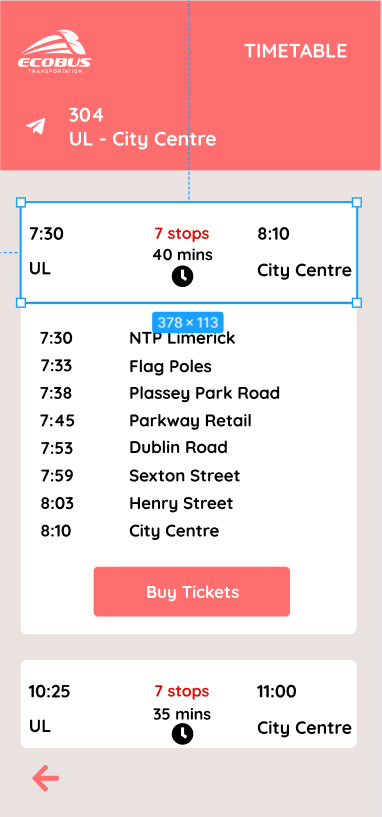 ECOBUS
TRANSPORTATION
TIMETABLE
304
UL - City Centre
7:30 7 stops 8:10
40 mins
UL City Centre
378 × 113
7:30 NTP Limerick
7:33 Flag Poles
7:38 Plassey Park Road
7:45 Parkway Retail
7:53 Dublin Road
7:59 Sexton Street
8:03 Henry Street
8:10 City Centre
Buy Tickets
10:25 7 stops 11:00
35 mins
UL City Centre